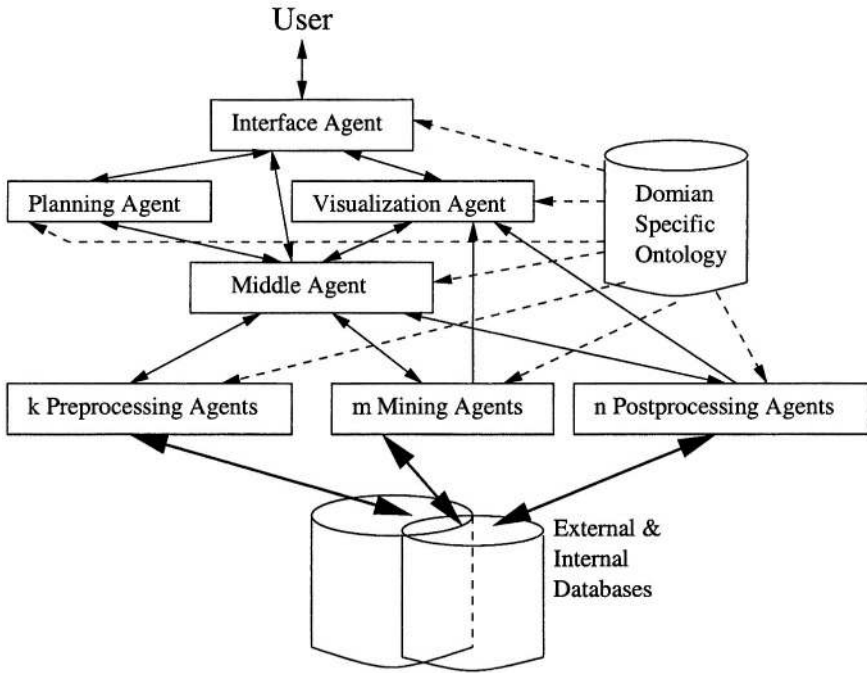 User
Interface Agent
Planning Agent
Visualization Agent
Domian
Specific
Ontology
Middle Agent
k Preprocessing Agents
m Mining Agents
n Postprocessing Agents
External &
Internal
Databases